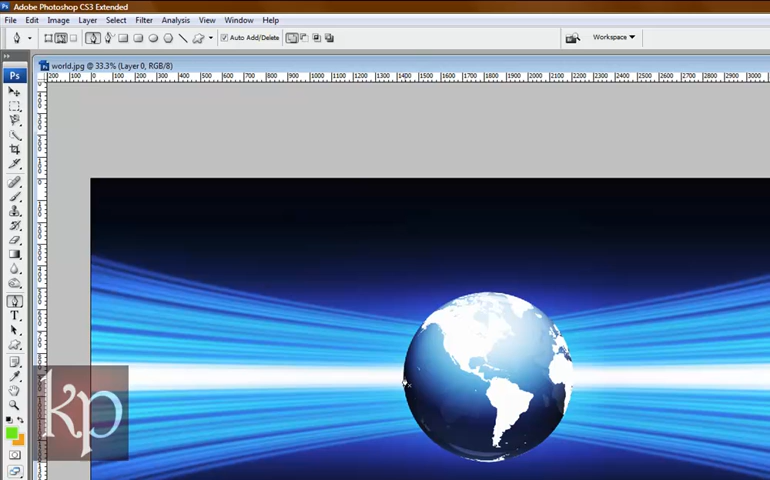 Ps Adobe Photoshop CS3 Extended
File Edit Image Layer Select Filter Analysis View Window Help
Auto Add/Delete Workspace
Ps world.jpg @ 33.3% (Layer 0, RGB/8)
200 100 0 100 200 300 400 500 600 700 800 900 1000 1100 1200 1300 1400 1500 1600 1700 1800 1900 2000 2100 2200 2300 2400 2500 2600 2700 2800 2900 3000
T
kp